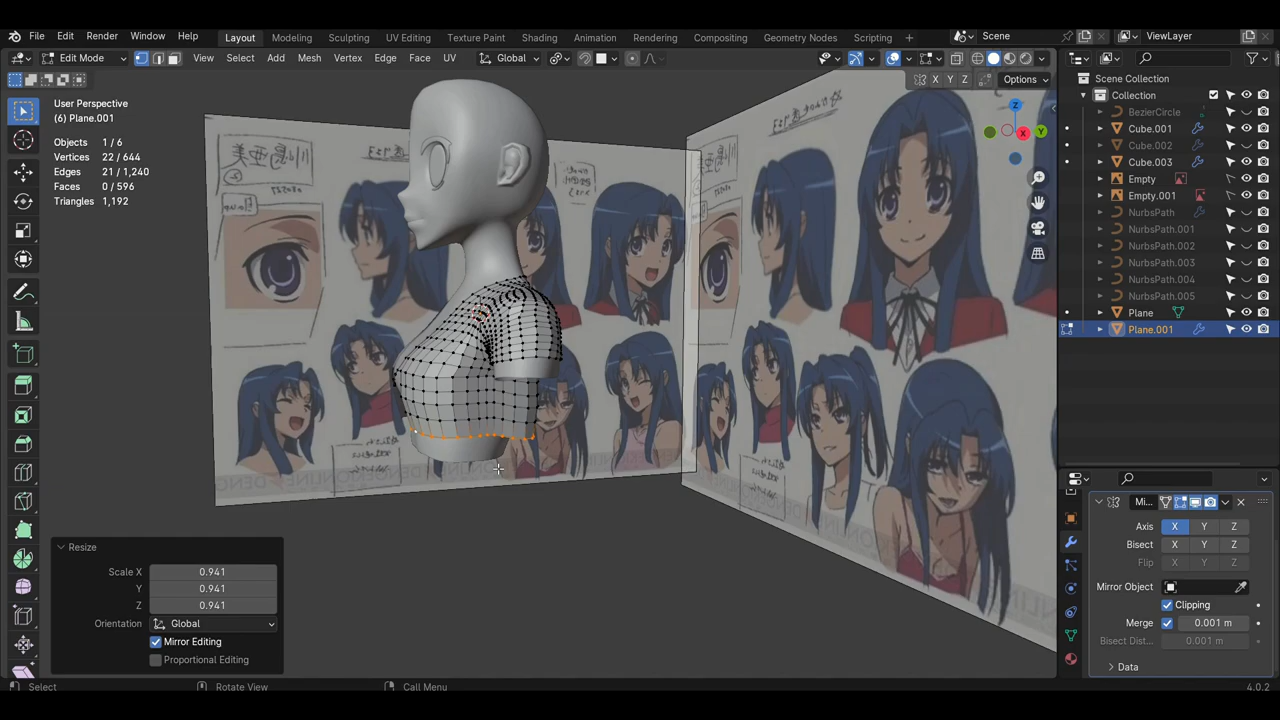 File Edit Render Window Help Layout Modeling Sculpting UV Editing Texture Paint Shading Animation Rendering Compositing Geometry Nodes Scripting + Scene ViewLayer
Edit Mode View Select Add Mesh Vertex Edge Face UV Global
X Y Z Options
User Perspective
(6) Plane.001
Objects 1 / 6
Vertices 22 / 644
Edges 21 / 1,240
Faces 0 / 596
Triangles 1,192
Z
X Y
Scene Collection
Collection
BezierCircle
Cube.001
Cube.002
Cube.003
Empty
Empty.001
NurbsPath
NurbsPath.001
NurbsPath.002
NurbsPath.003
NurbsPath.004
NurbsPath.005
Plane
Plane.001
Resize
Scale X 0.941
Y 0.941
Z 0.941
Orientation Global
Mirror Editing
Proportional Editing
Mi...
Axis X Y Z
Bisect X Y Z
Flip X Y Z
Mirror Object
Clipping
Merge 0.001 m
Bisect Dist... 0.001 m
Data
Select Rotate View Call Menu 4.0.2